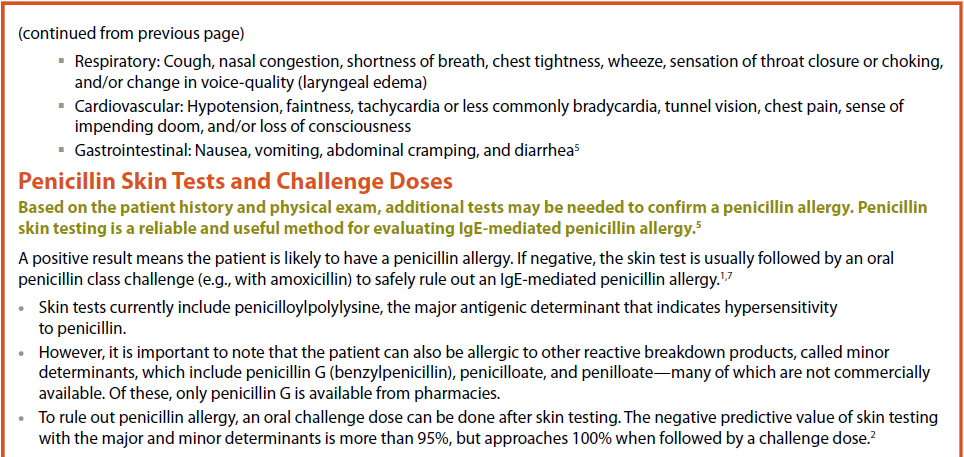 (continued from previous page)
▪ Respiratory: Cough, nasal congestion, shortness of breath, chest tightness, wheeze, sensation of throat closure or choking,
and/or change in voice-quality (laryngeal edema)
▪ Cardiovascular: Hypotension, faintness, tachycardia or less commonly bradycardia, tunnel vision, chest pain, sense of
impending doom, and/or loss of consciousness
▪ Gastrointestinal: Nausea, vomiting, abdominal cramping, and diarrhea⁵
Penicillin Skin Tests and Challenge Doses
Based on the patient history and physical exam, additional tests may be needed to confirm a penicillin allergy. Penicillin
skin testing is a reliable and useful method for evaluating IgE-mediated penicillin allergy.⁵
A positive result means the patient is likely to have a penicillin allergy. If negative, the skin test is usually followed by an oral
penicillin class challenge (e.g., with amoxicillin) to safely rule out an IgE-mediated penicillin allergy.¹,⁷
• Skin tests currently include penicilloylpolylysine, the major antigenic determinant that indicates hypersensitivity
to penicillin.
• However, it is important to note that the patient can also be allergic to other reactive breakdown products, called minor
determinants, which include penicillin G (benzylpenicillin), penicilloate, and penilloate—many of which are not commercially
available. Of these, only penicillin G is available from pharmacies.
• To rule out penicillin allergy, an oral challenge dose can be done after skin testing. The negative predictive value of skin testing
with the major and minor determinants is more than 95%, but approaches 100% when followed by a challenge dose.²